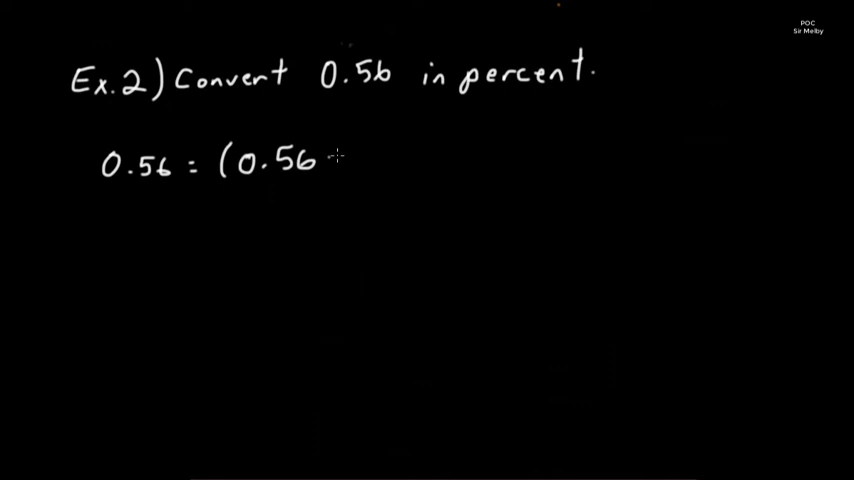 POC
Sir Melby
Ex.2) Convert 0.56 in percent.
0.56 = (0.56